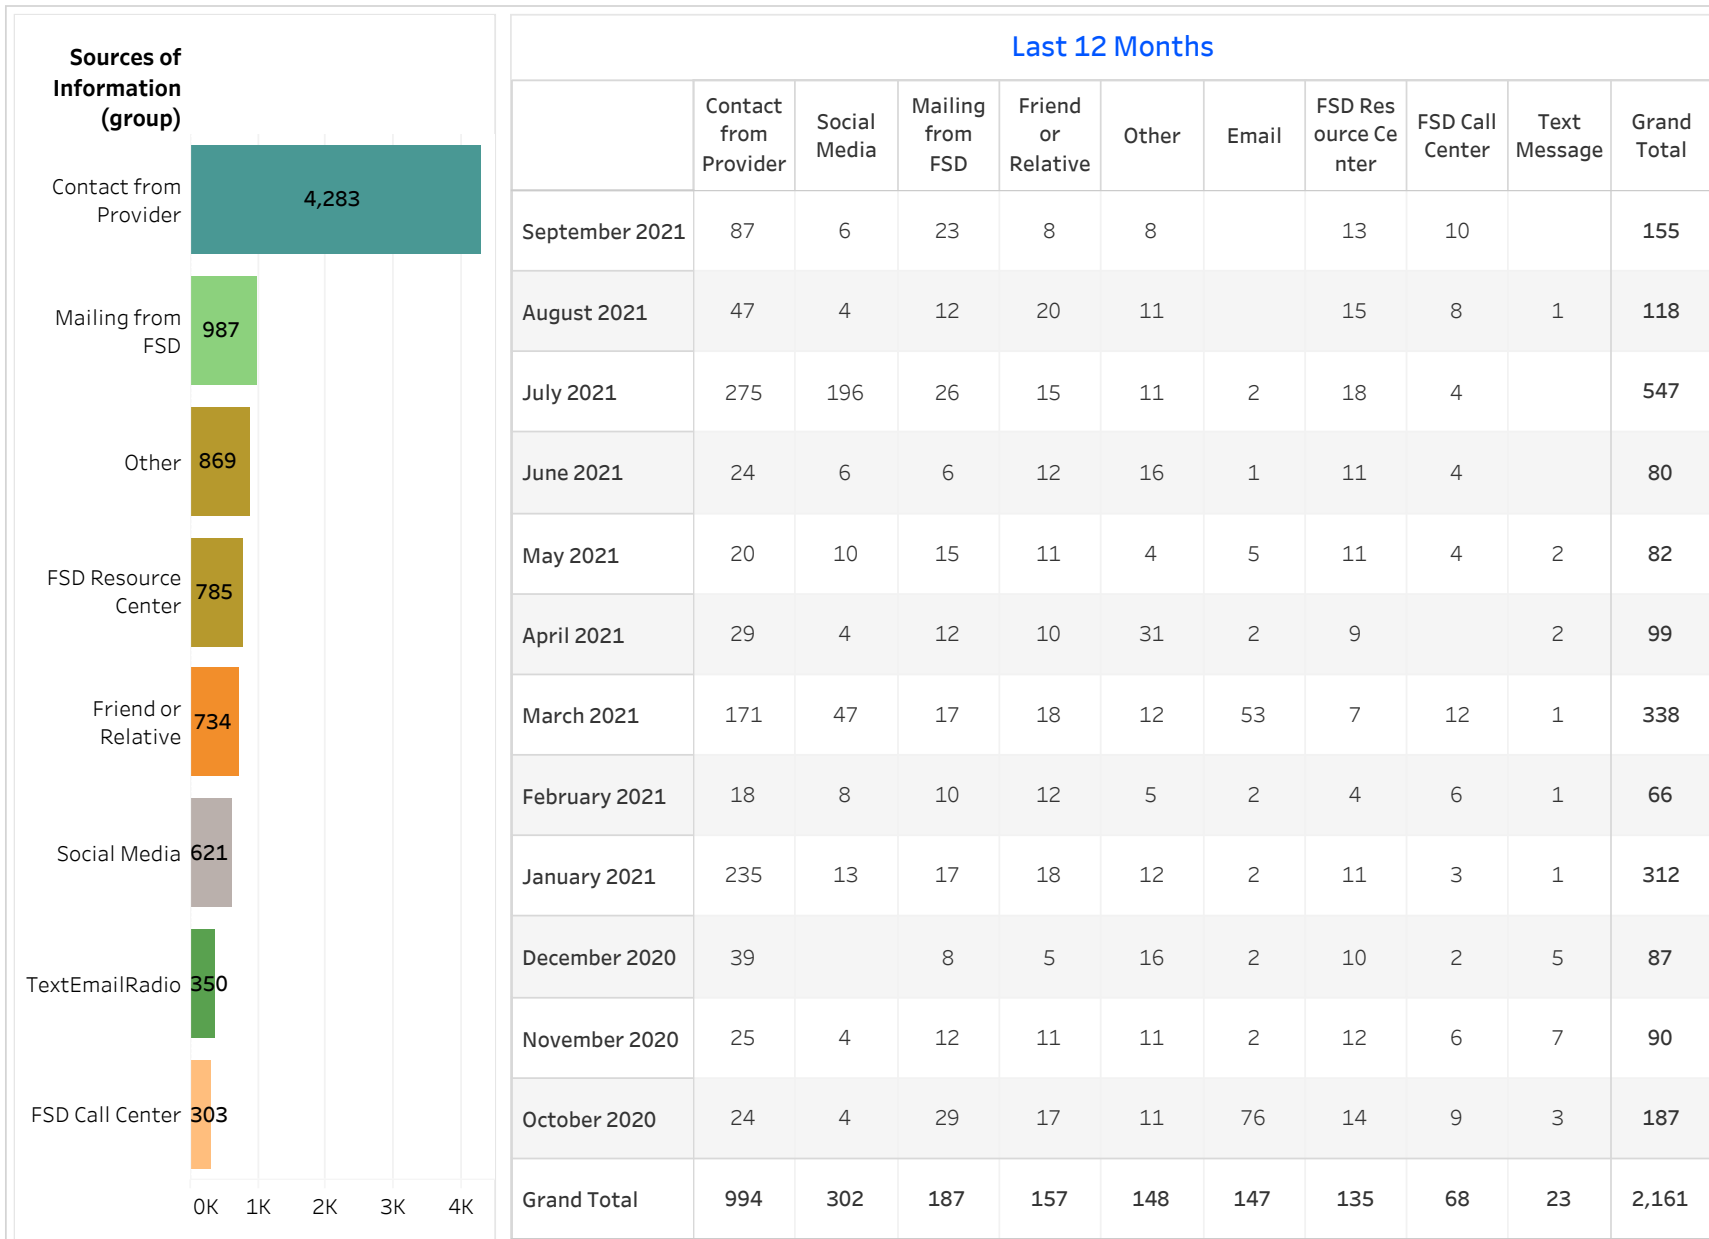 Sources of
Information
(group)
Contact from
Provider
4,283
Mailing from
FSD
987
Other
869
FSD Resource
Center
785
Friend or
Relative
734
Social Media
621
TextEmailRadio
350
FSD Call Center
303
0K 1K 2K 3K 4K
Last 12 Months
Contact
from
Provider
Social
Media
Mailing
from
FSD
Friend
or
Relative
Other
Email
FSD Res
ource Ce
nter
FSD Call
Center
Text
Message
Grand
Total
September 2021 87 6 23 8 8 13 10 155
August 2021 47 4 12 20 11 15 8 1 118
July 2021 275 196 26 15 11 2 18 4 547
June 2021 24 6 6 12 16 1 11 4 80
May 2021 20 10 15 11 4 5 11 4 2 82
April 2021 29 4 12 10 31 2 9 2 99
March 2021 171 47 17 18 12 53 7 12 1 338
February 2021 18 8 10 12 5 2 4 6 1 66
January 2021 235 13 17 18 12 2 11 3 1 312
December 2020 39 8 5 16 2 10 2 5 87
November 2020 25 4 12 11 11 2 12 6 7 90
October 2020 24 4 29 17 11 76 14 9 3 187
Grand Total 994 302 187 157 148 147 135 68 23 2,161